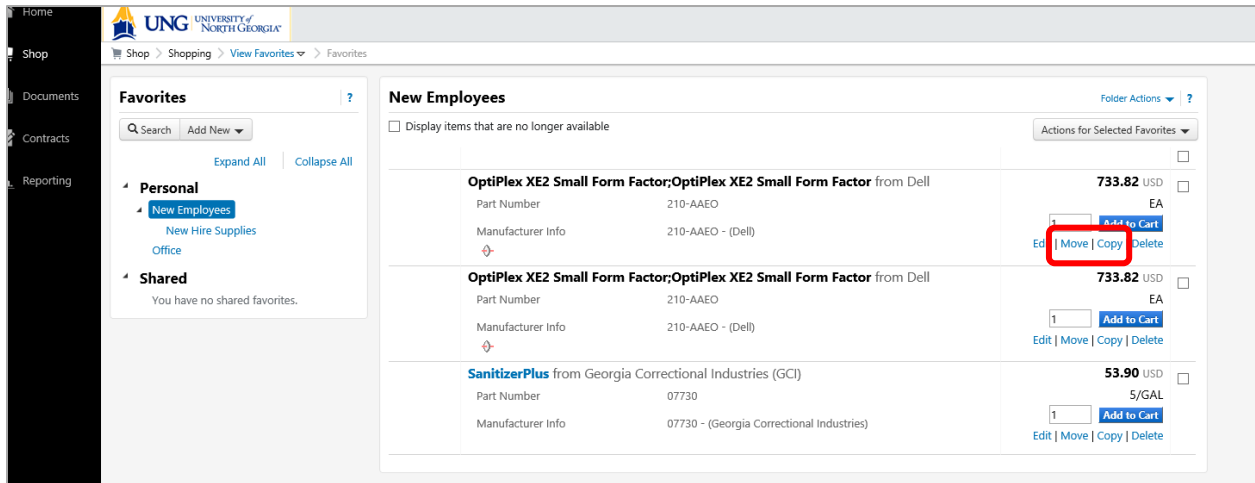 Home
UNG UNIVERSITY of NORTH GEORGIA
Shop
Shop > Shopping > View Favorites > Favorites
Documents
Contracts
Reporting
Favorites ?
Search Add New
Expand All Collapse All
Personal
New Employees
New Hire Supplies
Office
Shared
You have no shared favorites.
New Employees
Folder Actions ?
Display items that are no longer available
Actions for Selected Favorites
OptiPlex XE2 Small Form Factor;OptiPlex XE2 Small Form Factor from Dell 733.82 USD
Part Number 210-AAEO EA
1 Add to Cart
Manufacturer Info 210-AAEO - (Dell)
Edit | Move | Copy | Delete
OptiPlex XE2 Small Form Factor;OptiPlex XE2 Small Form Factor from Dell 733.82 USD
Part Number 210-AAEO EA
1 Add to Cart
Manufacturer Info 210-AAEO - (Dell)
Edit | Move | Copy | Delete
SanitizerPlus from Georgia Correctional Industries (GCI) 53.90 USD
Part Number 07730 5/GAL
1 Add to Cart
Manufacturer Info 07730 - (Georgia Correctional Industries)
Edit | Move | Copy | Delete